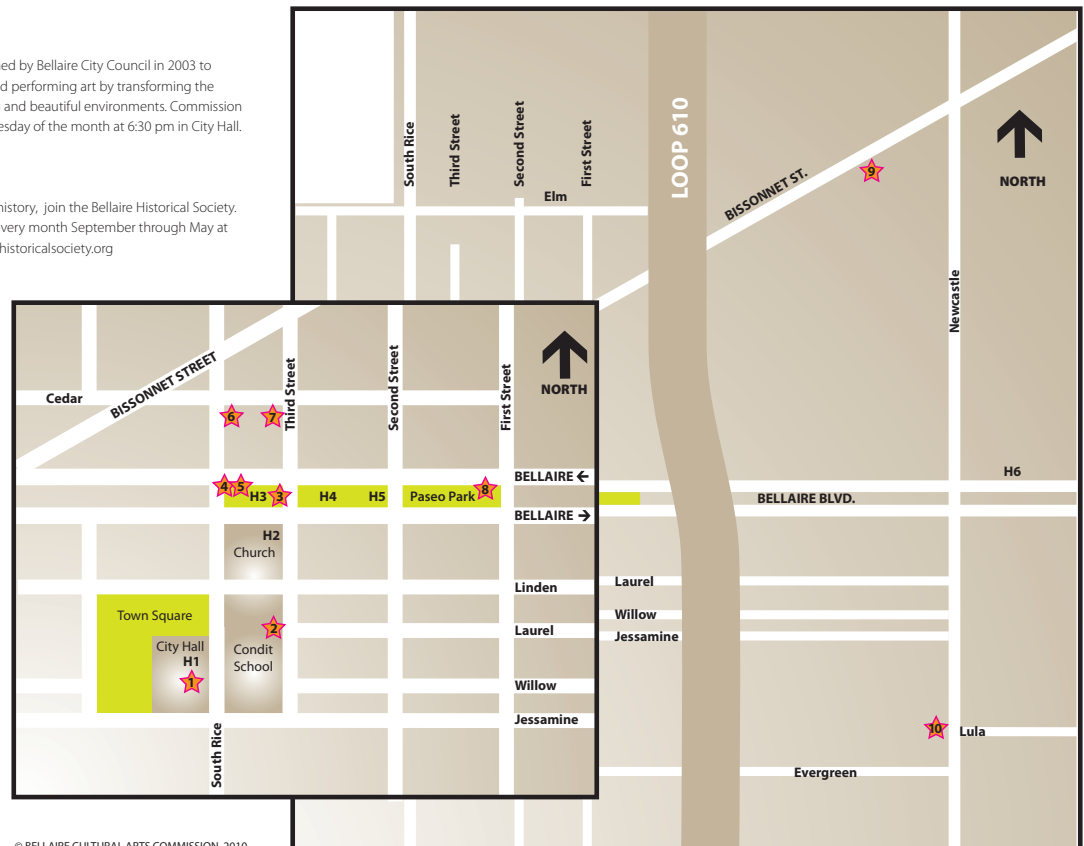 ed by Bellaire City Council in 2003 to
d performing art by transforming the
and beautiful environments. Commission
esday of the month at 6:30 pm in City Hall.
history, join the Bellaire Historical Society.
very month September through May at
historicalsociety.org
South Rice
Third Street
Second Street
First Street
Elm
LOOP 610
BISSONNET ST.
9
NORTH
Newcastle
H6
BELLAIRE BLVD.
Laurel
Willow
Jessamine
10
Lula
Evergreen
Cedar
BISSONNET STREET
Third Street
Second Street
First Street
NORTH
6
7
BELLAIRE ←
4
5
H3
3
H4
H5
Paseo Park
8
BELLAIRE →
H2
Church
Linden
Town Square
2
Laurel
City Hall
H1
1
Condit
School
Willow
Jessamine
South Rice
© BELLAIRE CULTURAL ARTS COMMISSION, 2010